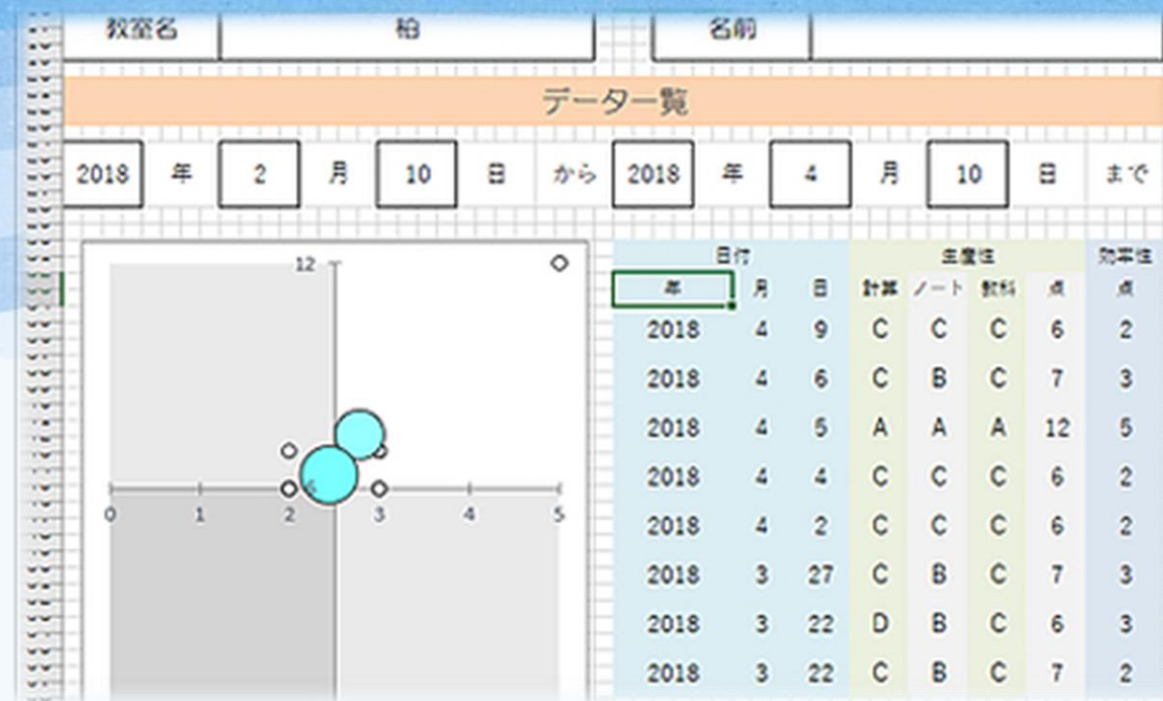 教室名 柏 名前
データ一覧
2018 年 2 月 10 日 から 2018 年 4 月 10 日 まで
12
6
0 1 2 3 4 5
日付 生産性 効率性
年 月 日 計算 ノート 教科 点 点
2018 4 9 C C C 6 2
2018 4 6 C B C 7 3
2018 4 5 A A A 12 5
2018 4 4 C C C 6 2
2018 4 2 C C C 6 2
2018 3 27 C B C 7 3
2018 3 22 D B C 6 3
2018 3 22 C B C 7 2